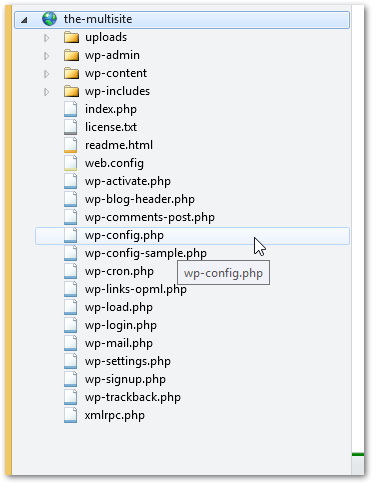 the-multisite
uploads
wp-admin
wp-content
wp-includes
index.php
license.txt
readme.html
web.config
wp-activate.php
wp-blog-header.php
wp-comments-post.php
wp-config.php
wp-config-sample.php
wp-cron.php
wp-config.php
wp-links-opml.php
wp-load.php
wp-login.php
wp-mail.php
wp-settings.php
wp-signup.php
wp-trackback.php
xmlrpc.php